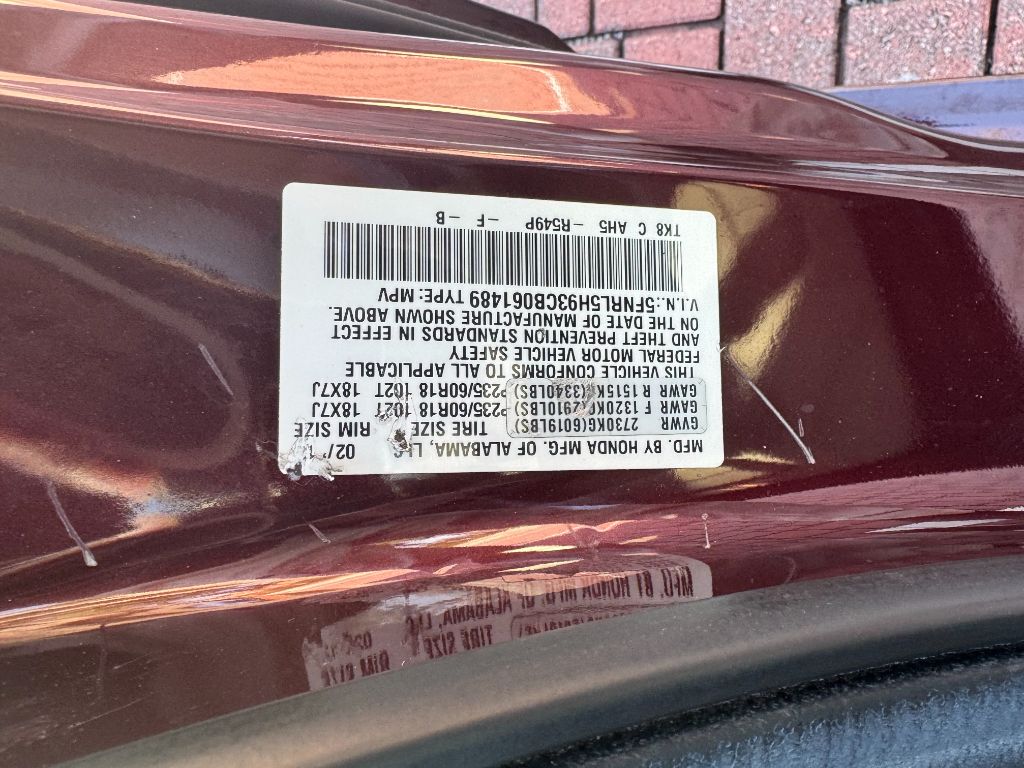 MFD. BY HONDA MFG. OF ALABAMA, LLC 02/'1
GVWR 2730KG(6019LBS) TIRE SIZE RIM SIZE
GAWR F 1320KG(2910LBS) P235/60R18 102T 18X7J
GAWR R 1515KG(3340LBS) P235/60R18 102T 18X7J
THIS VEHICLE CONFORMS TO ALL APPLICABLE
FEDERAL MOTOR VEHICLE SAFETY
AND THEFT PREVENTION STANDARDS IN EFFECT
ON THE DATE OF MANUFACTURE SHOWN ABOVE.
V.I.N.:5FNRL5H93CB061489 TYPE: MPV
TK8 C AH5 -R549P -F -B